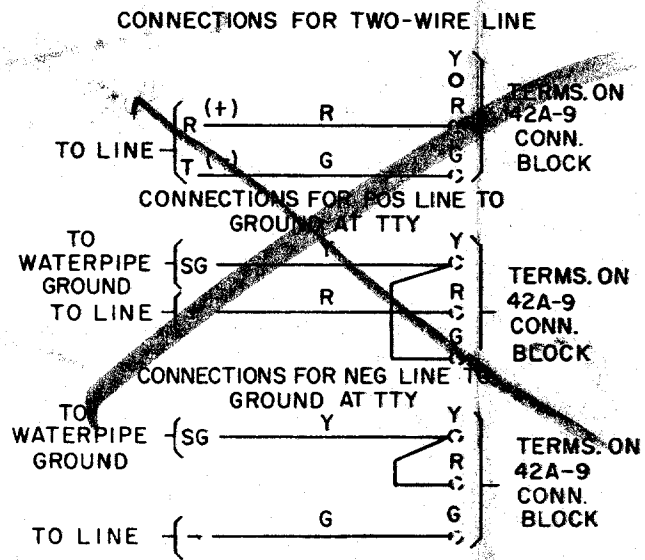 CONNECTIONS FOR TWO-WIRE LINE
Y
O
R (+) R R
TO LINE
T (-) G G
TERMS. ON
42A-9
CONN.
BLOCK
CONNECTIONS FOR POS LINE TO
GROUND AT TTY
TO
WATERPIPE
GROUND
SG Y Y
TO LINE
R R
G
TERMS. ON
42A-9
CONN.
BLOCK
CONNECTIONS FOR NEG LINE TO
GROUND AT TTY
TO
WATERPIPE
GROUND
SG Y Y
R
TO LINE
- G G
TERMS. ON
42A-9
CONN.
BLOCK